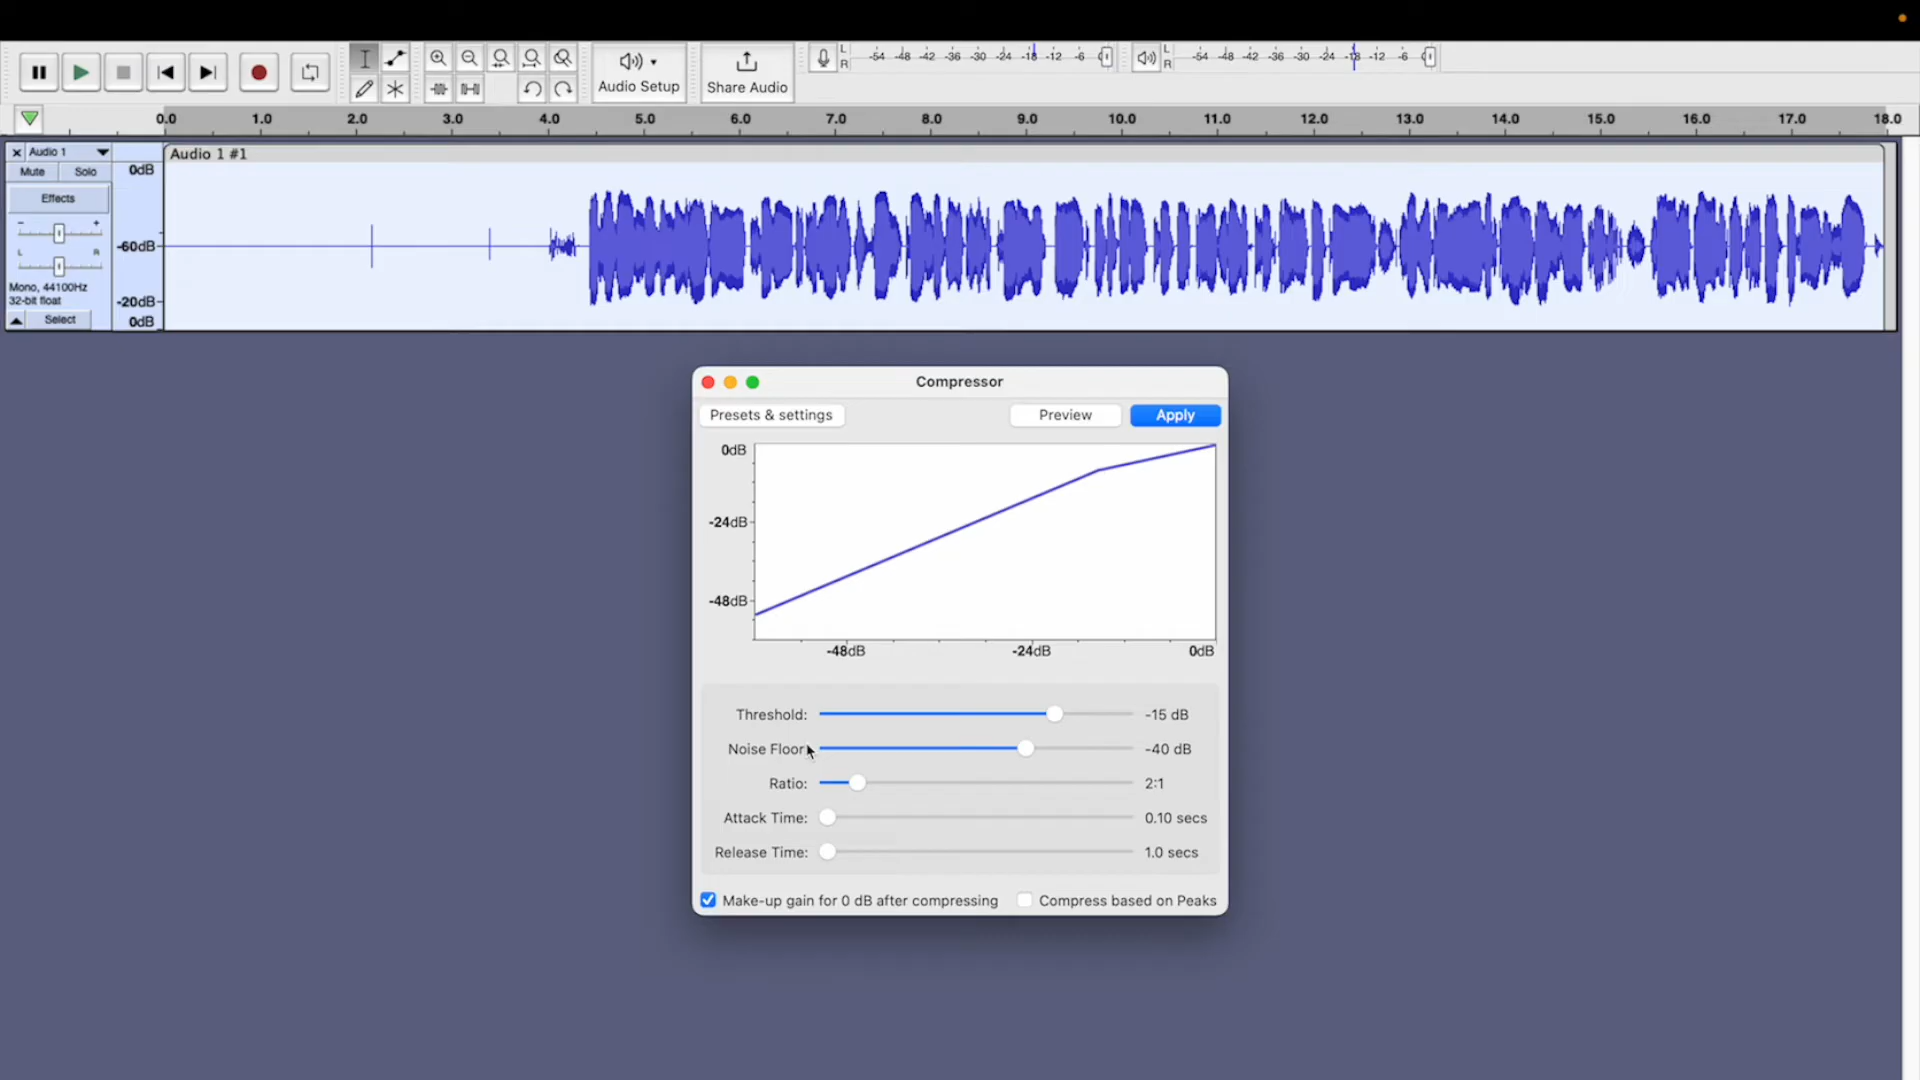 Audio Setup
Share Audio
L
R
-54 -48 -42 -36 -30 -24 -18 -12 -6 0
L
R
-54 -48 -42 -36 -30 -24 -18 -12 -6 0
0.0 1.0 2.0 3.0 4.0 5.0 6.0 7.0 8.0 9.0 10.0 11.0 12.0 13.0 14.0 15.0 16.0 17.0 18.0
Audio 1
Mute Solo
Effects
- +
L R
Mono, 44100Hz
32-bit float
Select
0dB
-60dB
-20dB
0dB
Audio 1 #1
Compressor
Presets & settings Preview Apply
0dB
-24dB
-48dB
-48dB -24dB 0dB
Threshold: -15 dB
Noise Floor: -40 dB
Ratio: 2:1
Attack Time: 0.10 secs
Release Time: 1.0 secs
Make-up gain for 0 dB after compressing Compress based on Peaks